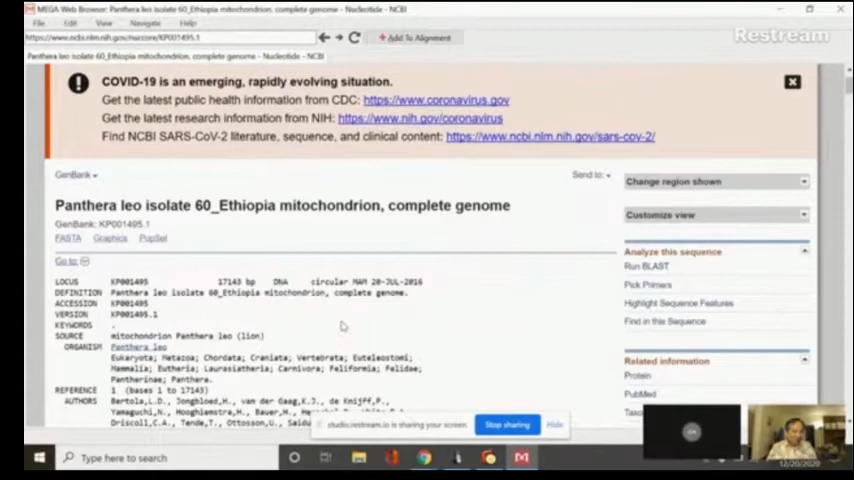 MEGA Web Browser: Panthera leo isolate 60_Ethiopia mitochondrion, complete genome - Nucleotide - NCBI
File Edit View Navigate Help
https://www.ncbi.nlm.nih.gov/nuccore/KP001495.1
+ Add To Alignment
Restream
Panthera leo isolate 60_Ethiopia mitochondrion, complete genome - Nucleotide - NCBI
COVID-19 is an emerging, rapidly evolving situation.
Get the latest public health information from CDC: https://www.coronavirus.gov
Get the latest research information from NIH: https://www.nih.gov/coronavirus
Find NCBI SARS-CoV-2 literature, sequence, and clinical content: https://www.ncbi.nlm.nih.gov/sars-cov-2/
GenBank
Send to:
Change region shown
Panthera leo isolate 60_Ethiopia mitochondrion, complete genome
Customize view
GenBank: KP001495.1
FASTA Graphics PopSet
Analyze this sequence
Go to:
Run BLAST
LOCUS KP001495 17143 bp DNA circular MAM 20-JUL-2016
Pick Primers
DEFINITION Panthera leo isolate 60_Ethiopia mitochondrion, complete genome.
ACCESSION KP001495
Highlight Sequence Features
VERSION KP001495.1
Find in this Sequence
KEYWORDS .
SOURCE mitochondrion Panthera leo (lion)
ORGANISM Panthera leo
Eukaryota; Metazoa; Chordata; Craniata; Vertebrata; Euteleostomi;
Related information
Mammalia; Eutheria; Laurasiatheria; Carnivora; Feliformia; Felidae;
Protein
Pantherinae; Panthera.
REFERENCE 1 (bases 1 to 17143)
PubMed
AUTHORS Bertola,L.D., Jongbloed,H., van der Gaag,K.J., de Knijff,P.,
Yamaguchi,N., Hooghiemstra,H., Bauer,H.,
Driscoll,C.A., Tende,T., Ottosson,U.,
studio.restream.io is sharing your screen.
Stop sharing
Hide
Type here to search
12/20/2020